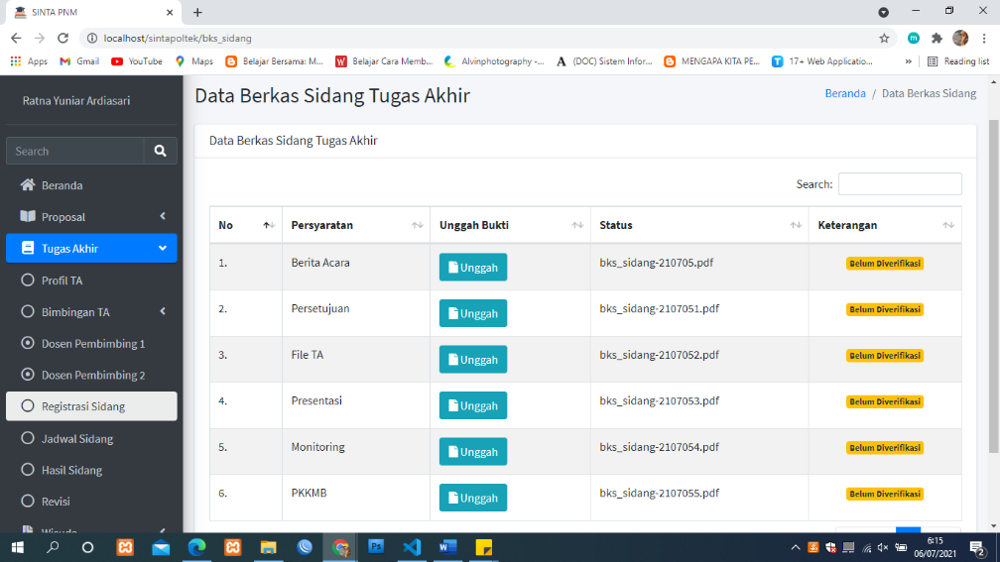 SINTA PNM
localhost/sintapoltek/bks_sidang
Apps Gmail YouTube Maps Belajar Bersama: M... Belajar Cara Memb... Alvinphotography -... (DOC) Sistem Infor... MENGAPA KITA PE... 17+ Web Applicatio... » Reading list
Ratna Yuniar Ardiasari
Search
Beranda
Proposal
Tugas Akhir
Profil TA
Bimbingan TA
Dosen Pembimbing 1
Dosen Pembimbing 2
Registrasi Sidang
Jadwal Sidang
Hasil Sidang
Revisi
Wisuda
Data Berkas Sidang Tugas Akhir
Beranda / Data Berkas Sidang
Data Berkas Sidang Tugas Akhir
Search:
No Persyaratan Unggah Bukti Status Keterangan
1. Berita Acara Unggah bks_sidang-210705.pdf Belum Diverifikasi
2. Persetujuan Unggah bks_sidang-2107051.pdf Belum Diverifikasi
3. File TA Unggah bks_sidang-2107052.pdf Belum Diverifikasi
4. Presentasi Unggah bks_sidang-2107053.pdf Belum Diverifikasi
5. Monitoring Unggah bks_sidang-2107054.pdf Belum Diverifikasi
6. PKKMB Unggah bks_sidang-2107055.pdf Belum Diverifikasi
6:15
06/07/2021
2